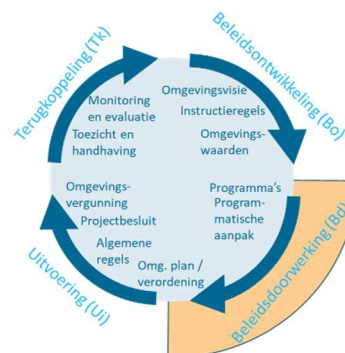 Terugkoppeling (Tk)
Beleidsontwikkeling (Bo)
Monitoring
en evaluatie
Toezicht en
handhaving
Omgevingsvisie
Instructieregels
Omgevings-
waarden
Omgevings-
vergunning
Projectbesluit
Algemene
regels
Programma's
Program-
matische
aanpak
Omg. plan /
verordening
Uitvoering (Ui)
Beleidsdoorwerking (Bd)